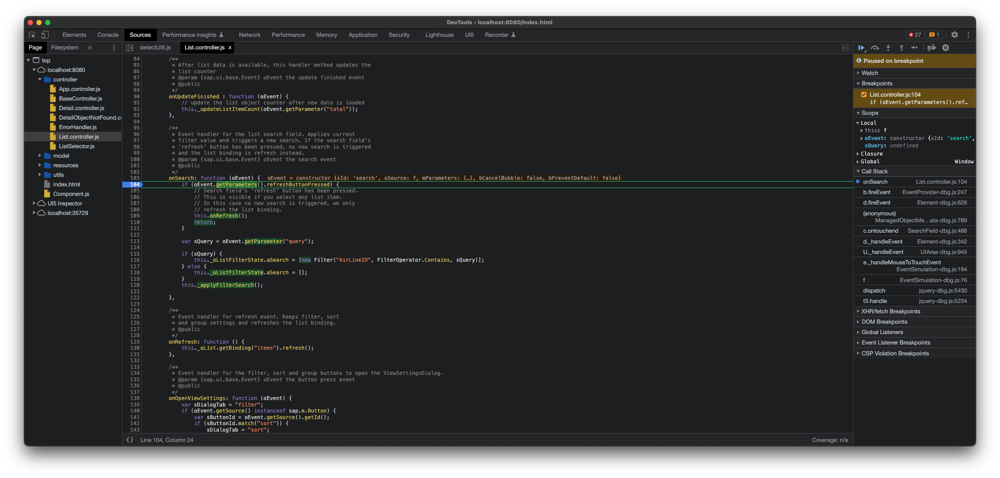 DevTools - localhost:8080/index.html
Elements Console Sources Performance insights Network Performance Memory Application Security Lighthouse UI5 Recorder 27 1
Page Filesystem »
detectUI5.js List.controller.js ×
top
localhost:8080
controller
App.controller.js
BaseController.js
Detail.controller.js
DetailObjectNotFound.c
ErrorHandler.js
List.controller.js
ListSelector.js
model
resources
utils
index.html
Component.js
UI5 Inspector
localhost:35729
84 /**
85 * After list data is available, this handler method updates the
86 * list counter
87 * @param {sap.ui.base.Event} oEvent the update finished event
88 * @public
89 */
90 onUpdateFinished : function (oEvent) {
91 // update the list object counter after new data is loaded
92 this._updateListItemCount(oEvent.getParameter("total"));
93 },
94
95 /**
96 * Event handler for the list search field. Applies current
97 * filter value and triggers a new search. If the search field's
98 * 'refresh' button has been pressed, no new search is triggered
99 * and the list binding is refresh instead.
100 * @param {sap.ui.base.Event} oEvent the search event
101 * @public
102 */
103 onSearch: function (oEvent) { oEvent = constructor {sId: 'search', oSource: f, mParameters: {…}, bCancelBubble: false, bPreventDefault: false}
104 if (oEvent.getParameters().refreshButtonPressed) {
105 // Search field's 'refresh' button has been pressed.
106 // This is visible if you select any list item.
107 // In this case no new search is triggered, we only
108 // refresh the list binding.
109 this.onRefresh();
110 return;
111 }
112
113 var sQuery = oEvent.getParameter("query");
114
115 if (sQuery) {
116 this._oListFilterState.aSearch = [new Filter("AirLineID", FilterOperator.Contains, sQuery)];
117 } else {
118 this._oListFilterState.aSearch = [];
119 }
120 this._applyFilterSearch();
121
122 },
123
124 /**
125 * Event handler for refresh event. Keeps filter, sort
126 * and group settings and refreshes the list binding.
127 * @public
128 */
129 onRefresh: function () {
130 this._oList.getBinding("items").refresh();
131 },
132
133 /**
134 * Event handler for the filter, sort and group buttons to open the ViewSettingsDialog.
135 * @param {sap.ui.base.Event} oEvent the button press event
136 * @public
137 */
138 onOpenViewSettings: function (oEvent) {
139 var sDialogTab = "filter";
140 if (oEvent.getSource() instanceof sap.m.Button) {
141 var sButtonId = oEvent.getSource().getId();
142 if (sButtonId.match("sort")) {
143 sDialogTab = "sort";
{} Line 104, Column 24
Coverage: n/a
Paused on breakpoint
Watch
Breakpoints
List.controller.js:104
if (oEvent.getParameters().ref…
Scope
Local
this: f
oEvent: constructor {sId: 'search',
sQuery: undefined
Closure
Global Window
Call Stack
onSearch List.controller.js:104
b.fireEvent EventProvider-dbg.js:247
d.fireEvent Element-dbg.js:626
(anonymous)
ManagedObjectMe…ata-dbg.js:789
c.ontouchend SearchField-dbg.js:488
d._handleEvent Element-dbg.js:342
U._handleEvent UIArea-dbg.js:945
e._handleMouseToTouchEvent
EventSimulation-dbg.js:194
f EventSimulation-dbg.js:76
dispatch jquery-dbg.js:5430
t3.handle jquery-dbg.js:5234
XHR/fetch Breakpoints
DOM Breakpoints
Global Listeners
Event Listener Breakpoints
CSP Violation Breakpoints